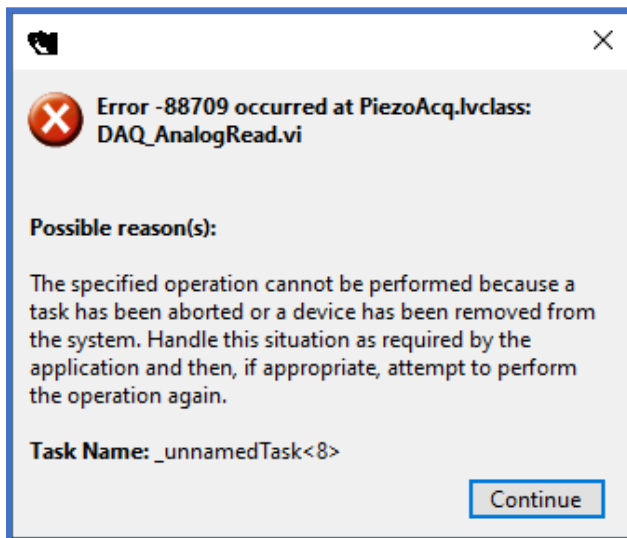 Error -88709 occurred at PiezoAcq.lvclass:
DAQ_AnalogRead.vi
Possible reason(s):
The specified operation cannot be performed because a
task has been aborted or a device has been removed from
the system. Handle this situation as required by the
application and then, if appropriate, attempt to perform
the operation again.
Task Name: _unnamedTask<8>
Continue